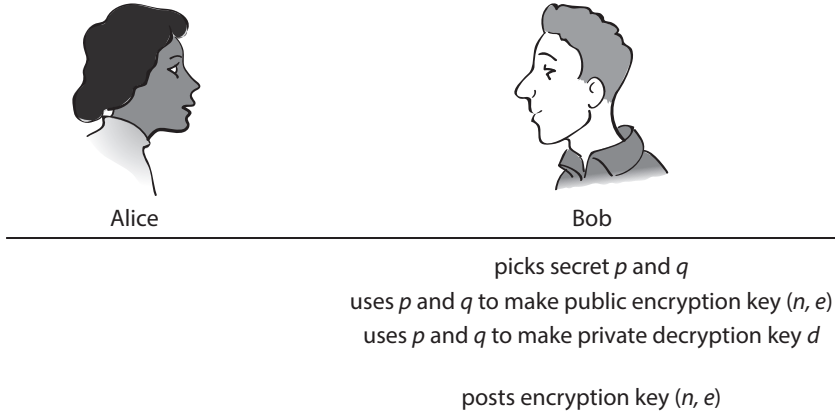 Alice
Bob
picks secret p and q
uses p and q to make public encryption key (n, e)
uses p and q to make private decryption key d
posts encryption key (n, e)